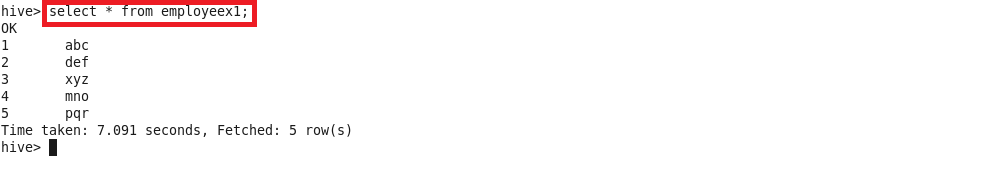 hive> select * from employeex1;
OK
1 abc
2 def
3 xyz
4 mno
5 pqr
Time taken: 7.091 seconds, Fetched: 5 row(s)
hive>